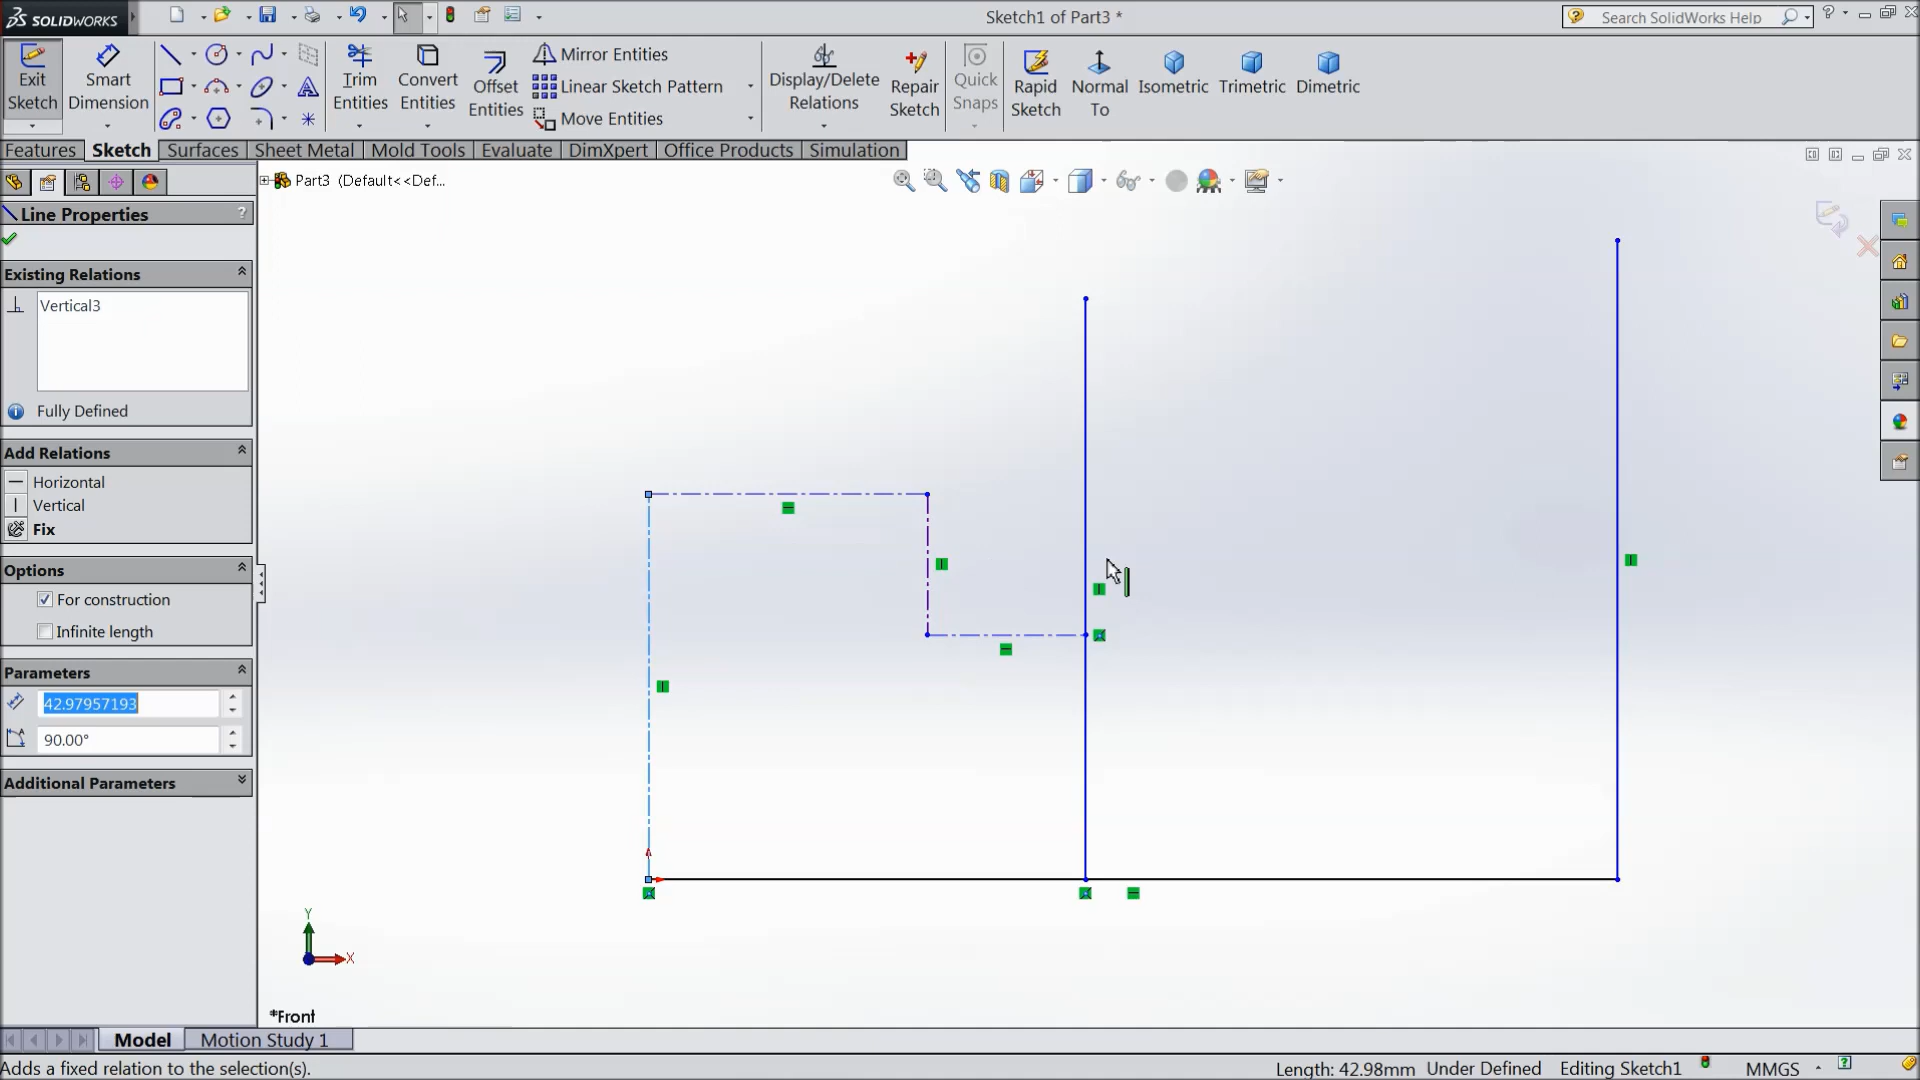 SOLIDWORKS
Sketch1 of Part3 *
Search SolidWorks Help
Exit Sketch
Smart Dimension
Trim Entities
Convert Entities
Offset Entities
Mirror Entities
Linear Sketch Pattern
Move Entities
Display/Delete Relations
Repair Sketch
Quick Snaps
Rapid Sketch
Normal To
Isometric
Trimetric
Dimetric
Features Sketch Surfaces Sheet Metal Mold Tools Evaluate DimXpert Office Products Simulation
Part3 (Default<<Def...
Line Properties ?
Existing Relations
Vertical3
Fully Defined
Add Relations
Horizontal
Vertical
Fix
Options
For construction
Infinite length
Parameters
42.97957193
90.00°
Additional Parameters
Y
X
*Front
Model Motion Study 1
Adds a fixed relation to the selection(s). Length: 42.98mm Under Defined Editing Sketch1 MMGS